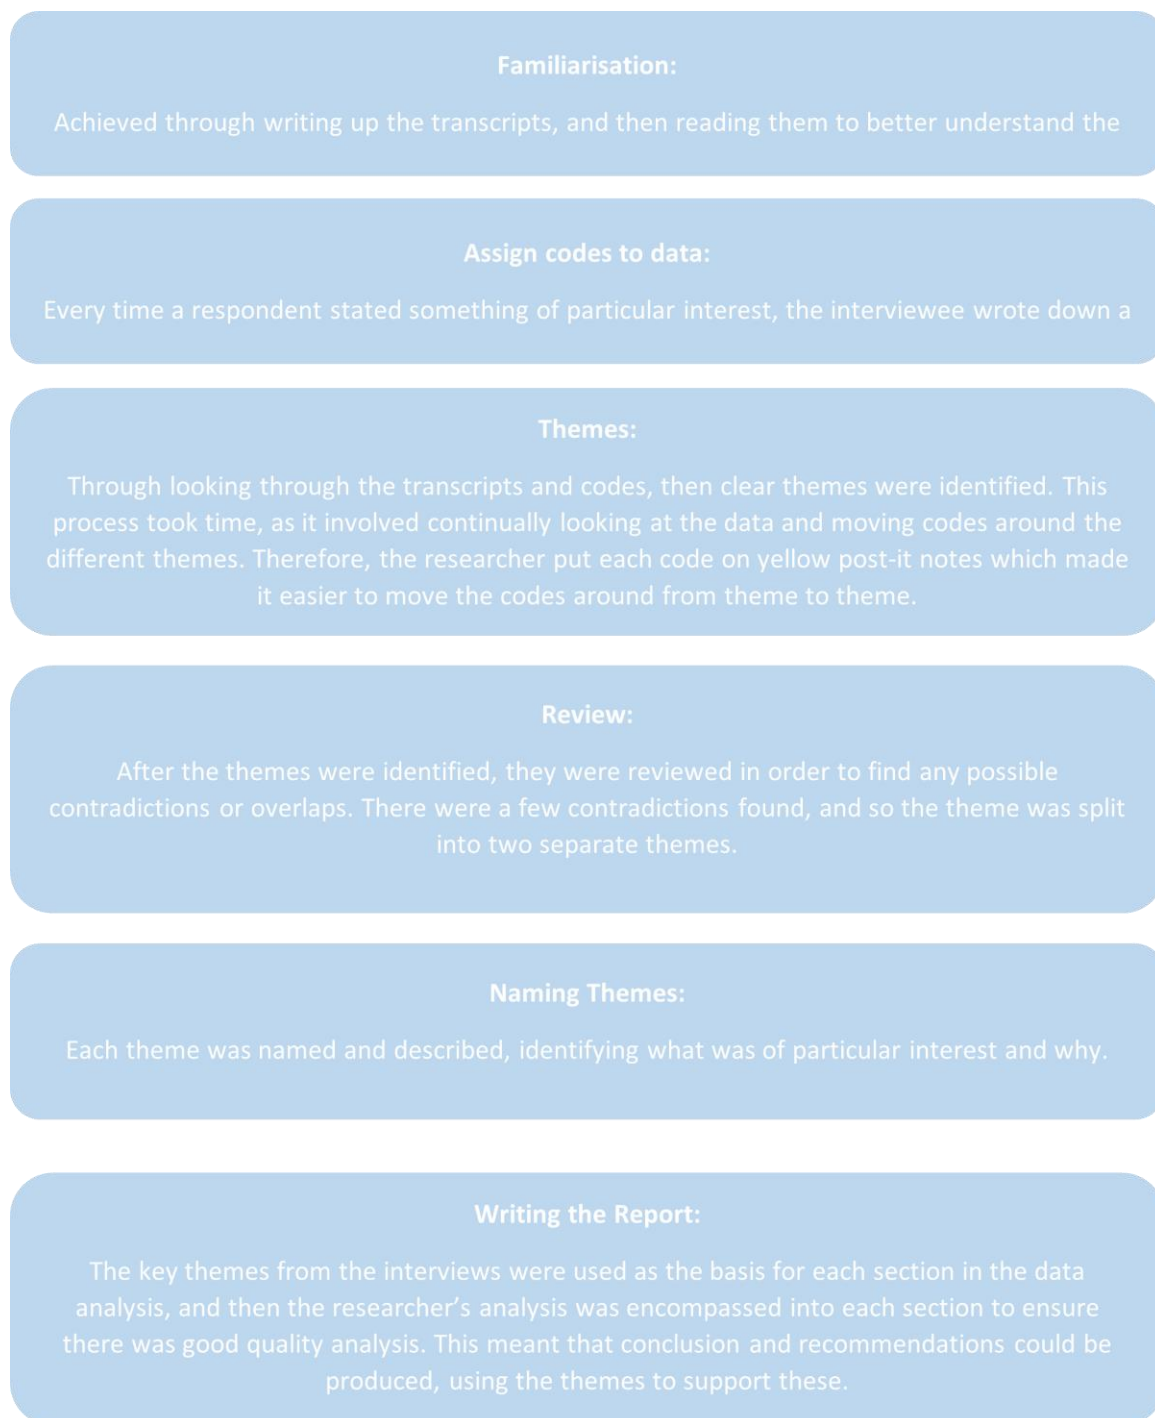 Familiarisation:
Achieved through writing up the transcripts, and then reading them to better understand the
Assign codes to data:
Every time a respondent stated something of particular interest, the interviewee wrote down a
Themes:
Through looking through the transcripts and codes, then clear themes were identified. This
process took time, as it involved continually looking at the data and moving codes around the
different themes. Therefore, the researcher put each code on yellow post-it notes which made
it easier to move the codes around from theme to theme.
Review:
After the themes were identified, they were reviewed in order to find any possible
contradictions or overlaps. There were a few contradictions found, and so the theme was split
into two separate themes.
Naming Themes:
Each theme was named and described, identifying what was of particular interest and why.
Writing the Report:
The key themes from the interviews were used as the basis for each section in the data
analysis, and then the researcher’s analysis was encompassed into each section to ensure
there was good quality analysis. This meant that conclusion and recommendations could be
produced, using the themes to support these.